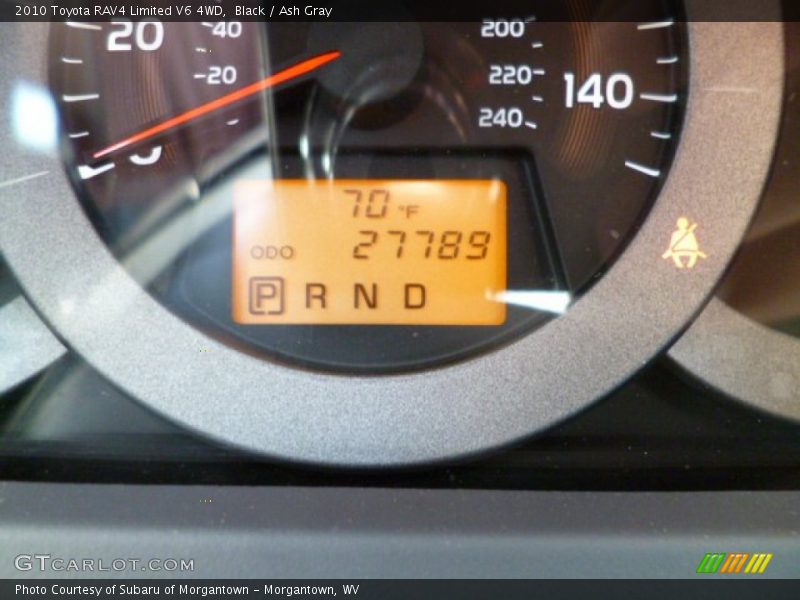 2010 Toyota RAV4 Limited V6 4WD,  Black / Ash Gray
20
40
20
200
220
240
140
70 °F
ODO 27789
P R N D
GTCARLOT.COM
Photo Courtesy of Subaru of Morgantown - Morgantown, WV